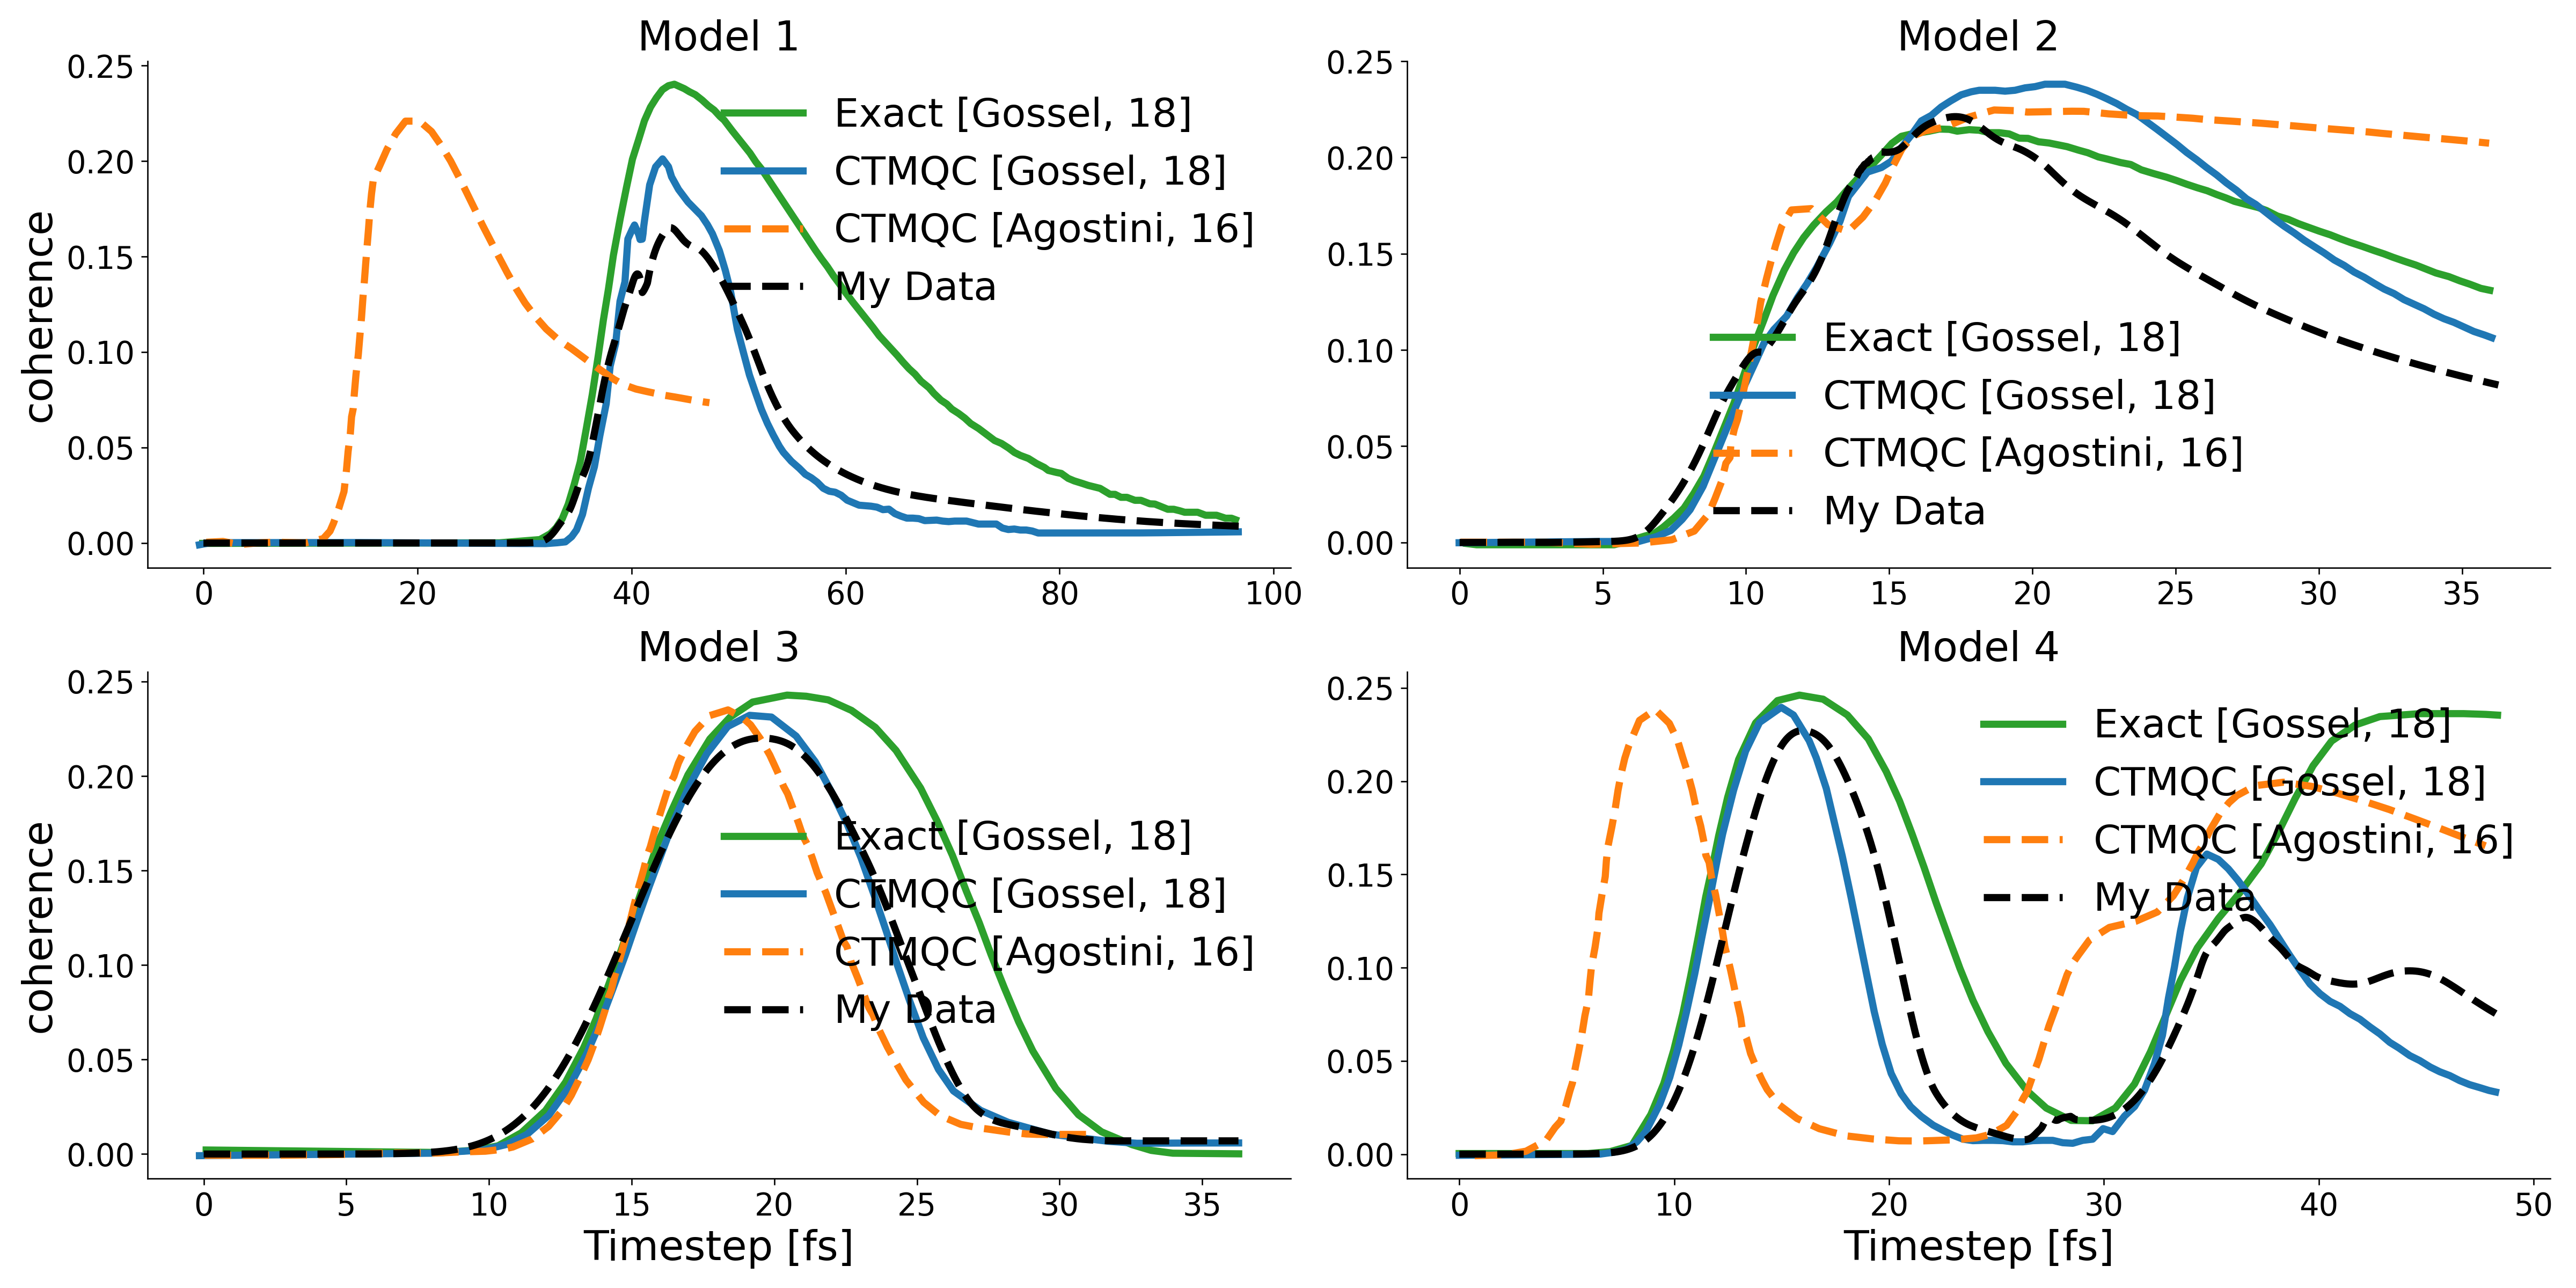 Model 1
0.25
0.20
0.15
0.10
0.05
0.00
coherence
Exact [Gossel, 18]
CTMQC [Gossel, 18]
CTMQC [Agostini, 16]
My Data
0 20 40 60 80 100
Model 2
0.25
0.20
0.15
0.10
0.05
0.00
Exact [Gossel, 18]
CTMQC [Gossel, 18]
CTMQC [Agostini, 16]
My Data
0 5 10 15 20 25 30 35
Model 3
0.25
0.20
0.15
0.10
0.05
0.00
coherence
Exact [Gossel, 18]
CTMQC [Gossel, 18]
CTMQC [Agostini, 16]
My Data
0 5 10 15 20 25 30 35
Timestep [fs]
Model 4
0.25
0.20
0.15
0.10
0.05
0.00
Exact [Gossel, 18]
CTMQC [Gossel, 18]
CTMQC [Agostini, 16]
My Data
0 10 20 30 40 50
Timestep [fs]